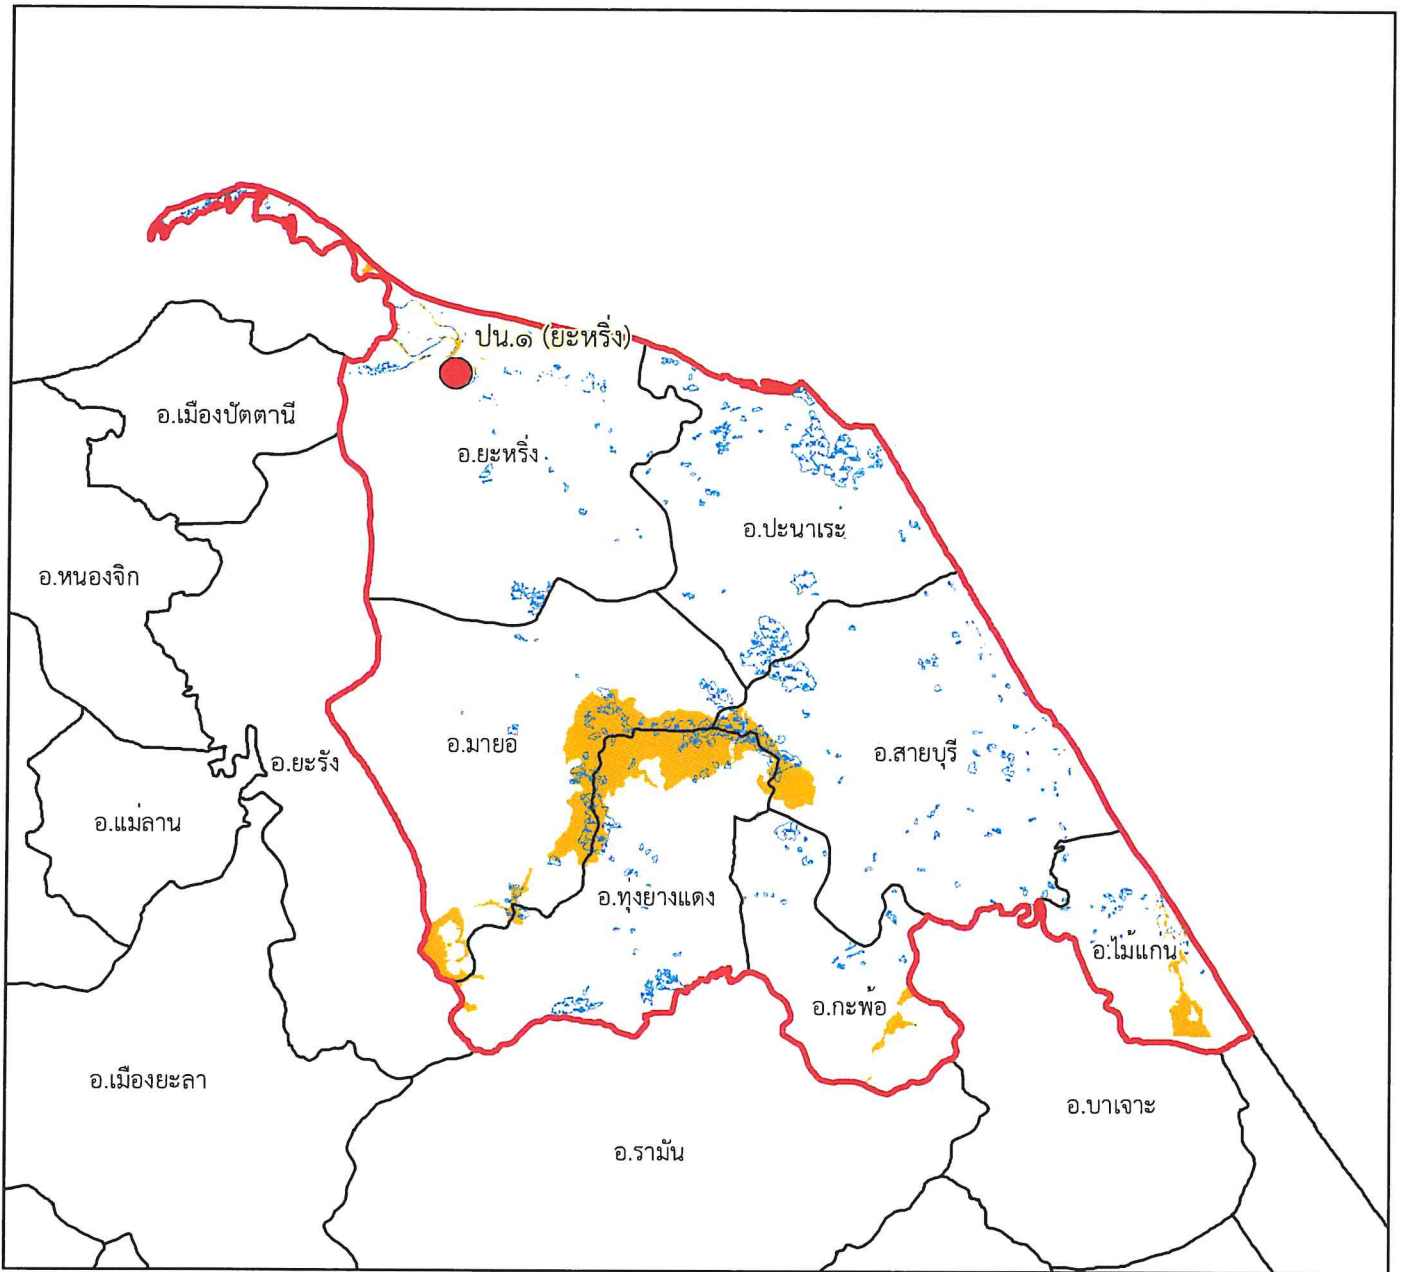 ปน.๑ (ยะหริ่ง)
อ.เมืองปัตตานี
อ.ยะหริ่ง
อ.ปะนาเระ
อ.หนองจิก
อ.มายอ
อ.สายบุรี
อ.ยะรัง
อ.แม่ลาน
อ.ทุ่งยางแดง
อ.ไม้แก่น
อ.กะพ้อ
อ.เมืองยะลา
อ.บาเจาะ
อ.รามัน